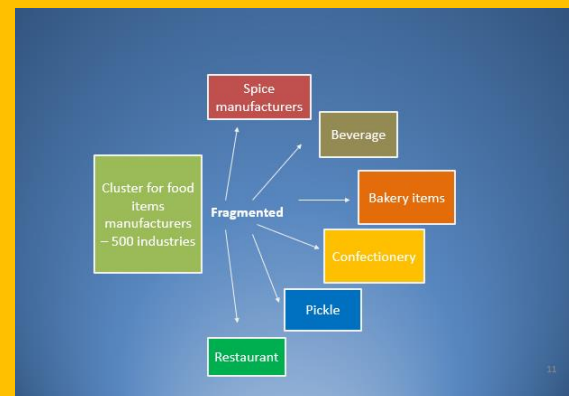 Spice
manufacturers
Beverage
Cluster for food
items
manufacturers
– 500 industries
Fragmented
Bakery items
Confectionery
Pickle
Restaurant
11